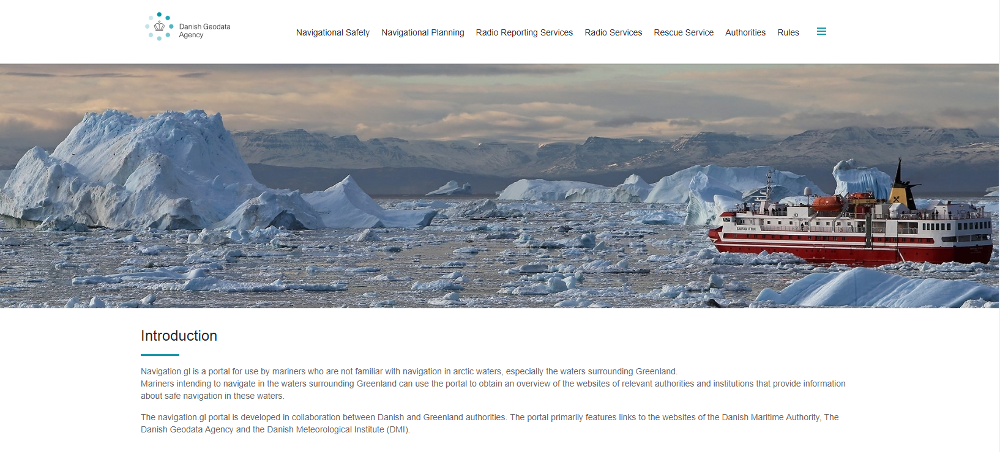 Danish Geodata
Agency
Navigational Safety Navigational Planning Radio Reporting Services Radio Services Rescue Service Authorities Rules
SARFAQ ITTUK
Introduction
Navigation.gl is a portal for use by mariners who are not familiar with navigation in arctic waters, especially the waters surrounding Greenland.
Mariners intending to navigate in the waters surrounding Greenland can use the portal to obtain an overview of the websites of relevant authorities and institutions that provide information
about safe navigation in these waters.
The navigation.gl portal is developed in collaboration between Danish and Greenland authorities. The portal primarily features links to the websites of the Danish Maritime Authority, The
Danish Geodata Agency and the Danish Meteorological Institute (DMI).